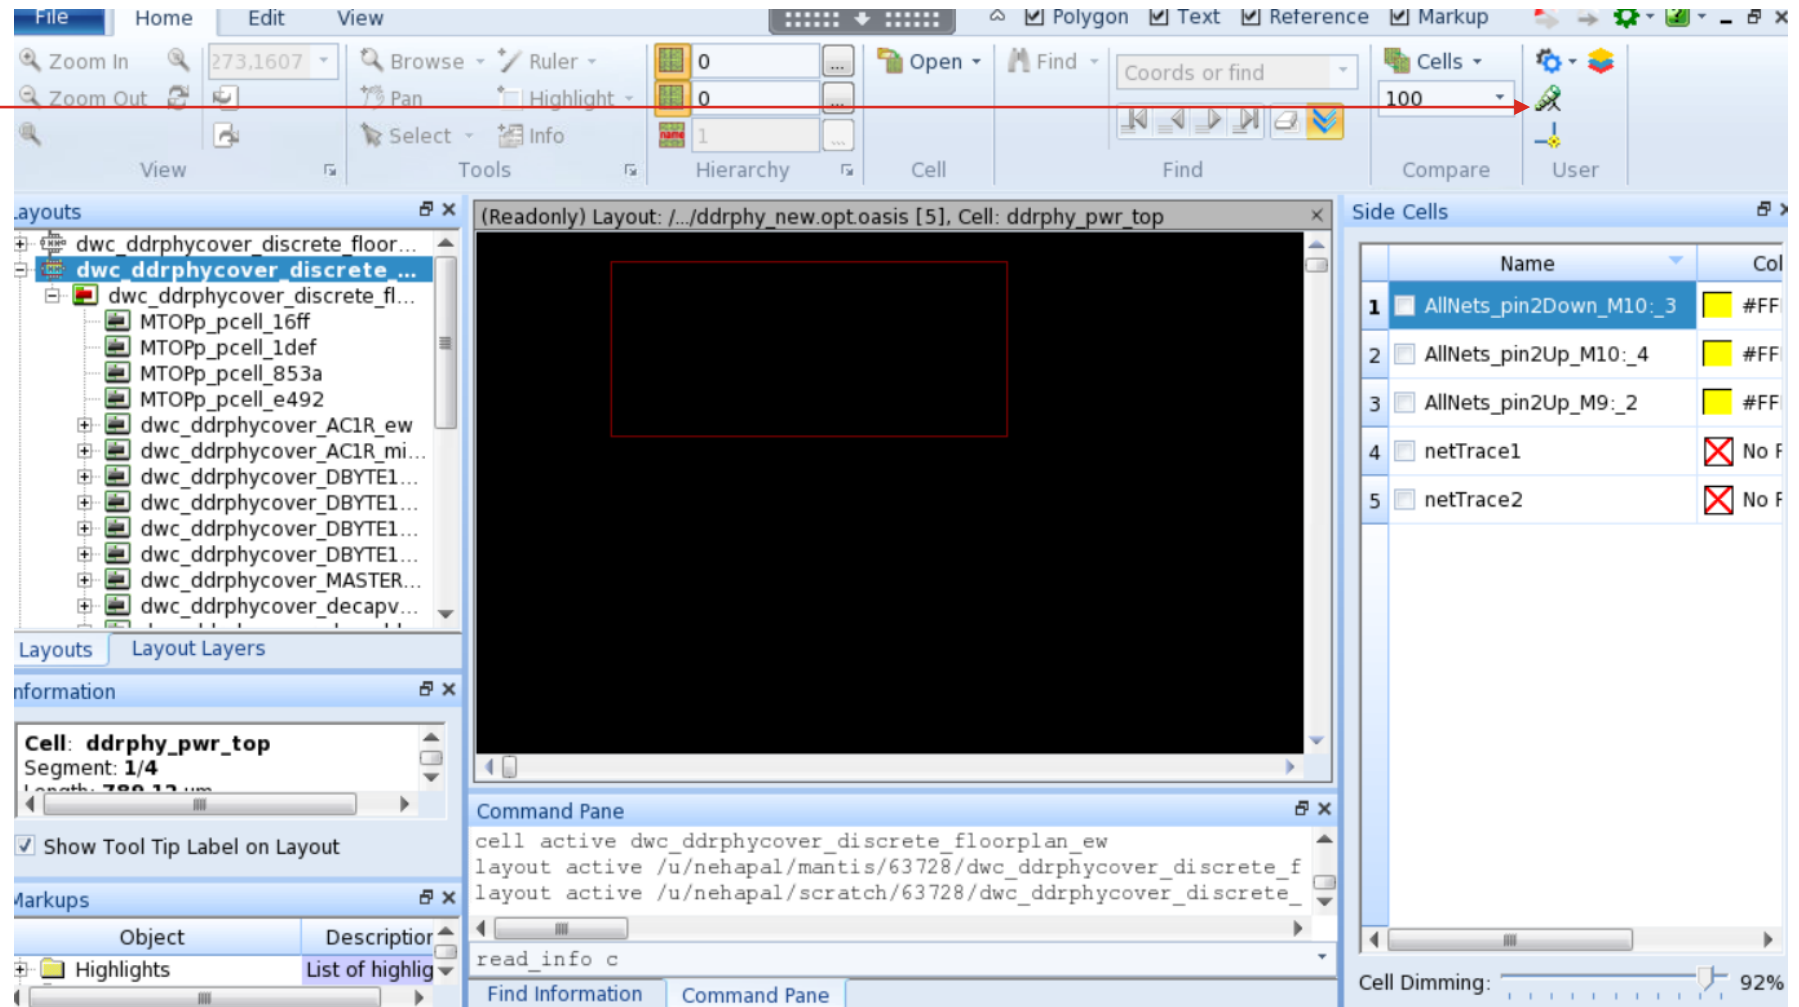 File Home Edit View Polygon Text Reference Markup
Zoom In 273,1607 Browse Ruler 0 ... Open Find Coords or find Cells
Zoom Out Pan Highlight 0 ... 100
Select Info name 1 ...
View Tools Hierarchy Cell Find Compare User
Layouts
dwc_ddrphycover_discrete_floor...
dwc_ddrphycover_discrete_...
dwc_ddrphycover_discrete_fl...
MTOPp_pcell_16ff
MTOPp_pcell_1def
MTOPp_pcell_853a
MTOPp_pcell_e492
dwc_ddrphycover_AC1R_ew
dwc_ddrphycover_AC1R_mi...
dwc_ddrphycover_DBYTE1...
dwc_ddrphycover_DBYTE1...
dwc_ddrphycover_DBYTE1...
dwc_ddrphycover_DBYTE1...
dwc_ddrphycover_MASTER...
dwc_ddrphycover_decapv...
Layouts Layout Layers
nformation
Cell: ddrphy_pwr_top
Segment: 1/4
Length: 789.12 um
Show Tool Tip Label on Layout
Markups
Object Description
Highlights List of highlig
(Readonly) Layout: /.../ddrphy_new.opt.oasis [5], Cell: ddrphy_pwr_top
Command Pane
cell active dwc_ddrphycover_discrete_floorplan_ew
layout active /u/nehapal/mantis/63728/dwc_ddrphycover_discrete_f
layout active /u/nehapal/scratch/63728/dwc_ddrphycover_discrete_
read_info c
Find Information Command Pane
Side Cells
Name Col
1 AllNets_pin2Down_M10:_3 #FF
2 AllNets_pin2Up_M10:_4 #FF
3 AllNets_pin2Up_M9:_2 #FF
4 netTrace1 No F
5 netTrace2 No F
Cell Dimming: 92%